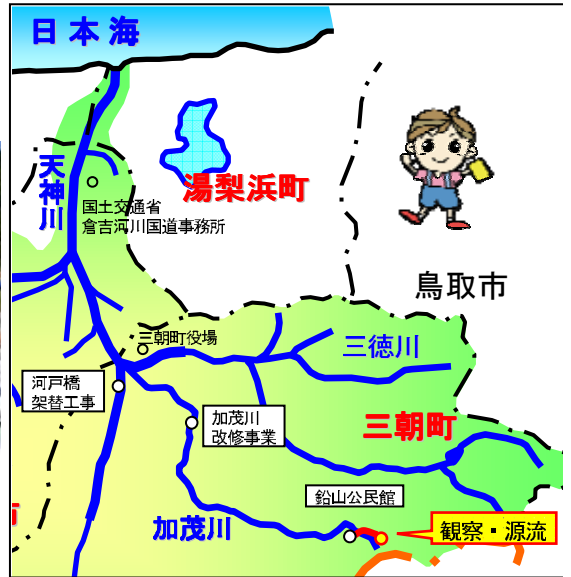 日本海
天神川
国土交通省
倉吉河川国道事務所
湯梨浜町
鳥取市
三朝町役場
三徳川
河戸橋
架替工事
加茂川
改修事業
三朝町
鉛山公民館
加茂川
観察・源流